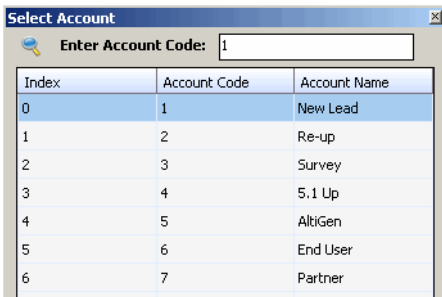 Select Account
Enter Account Code: 1
Index Account Code Account Name
0 1 New Lead
1 2 Re-up
2 3 Survey
3 4 5.1 Up
4 5 AltiGen
5 6 End User
6 7 Partner